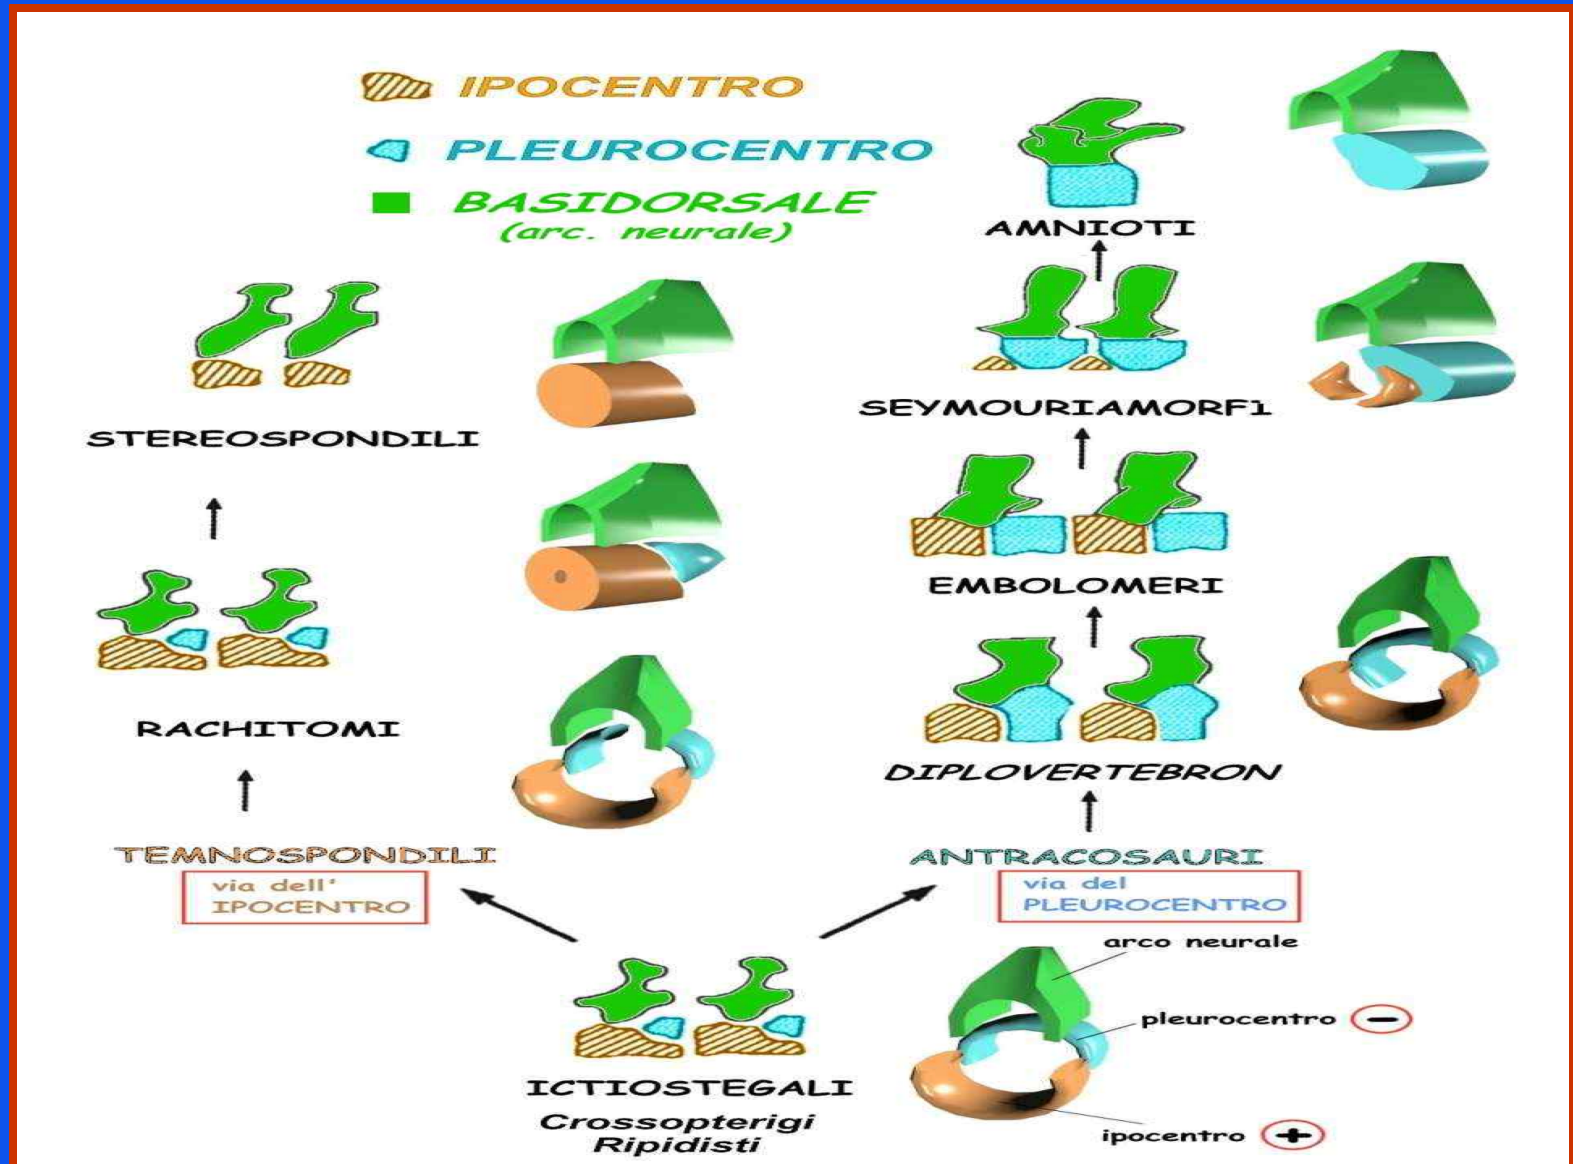 IPOCENTRO
PLEUROCENTRO
BASIDORSALE
(arc. neurale)
AMNIOTI
SEYMOURIAMORFì
STEREOSPONDILI
EMBOLOMERI
RACHITOMI
DIPLOVERTEBRON
TEMNOSPONDILI
via dell'
IPOCENTRO
ANTRACOSAURI
via del
PLEUROCENTRO
arco neurale
pleurocentro −
ipocentro +
ICTIOSTEGALI
Crossopterigi
Ripidisti